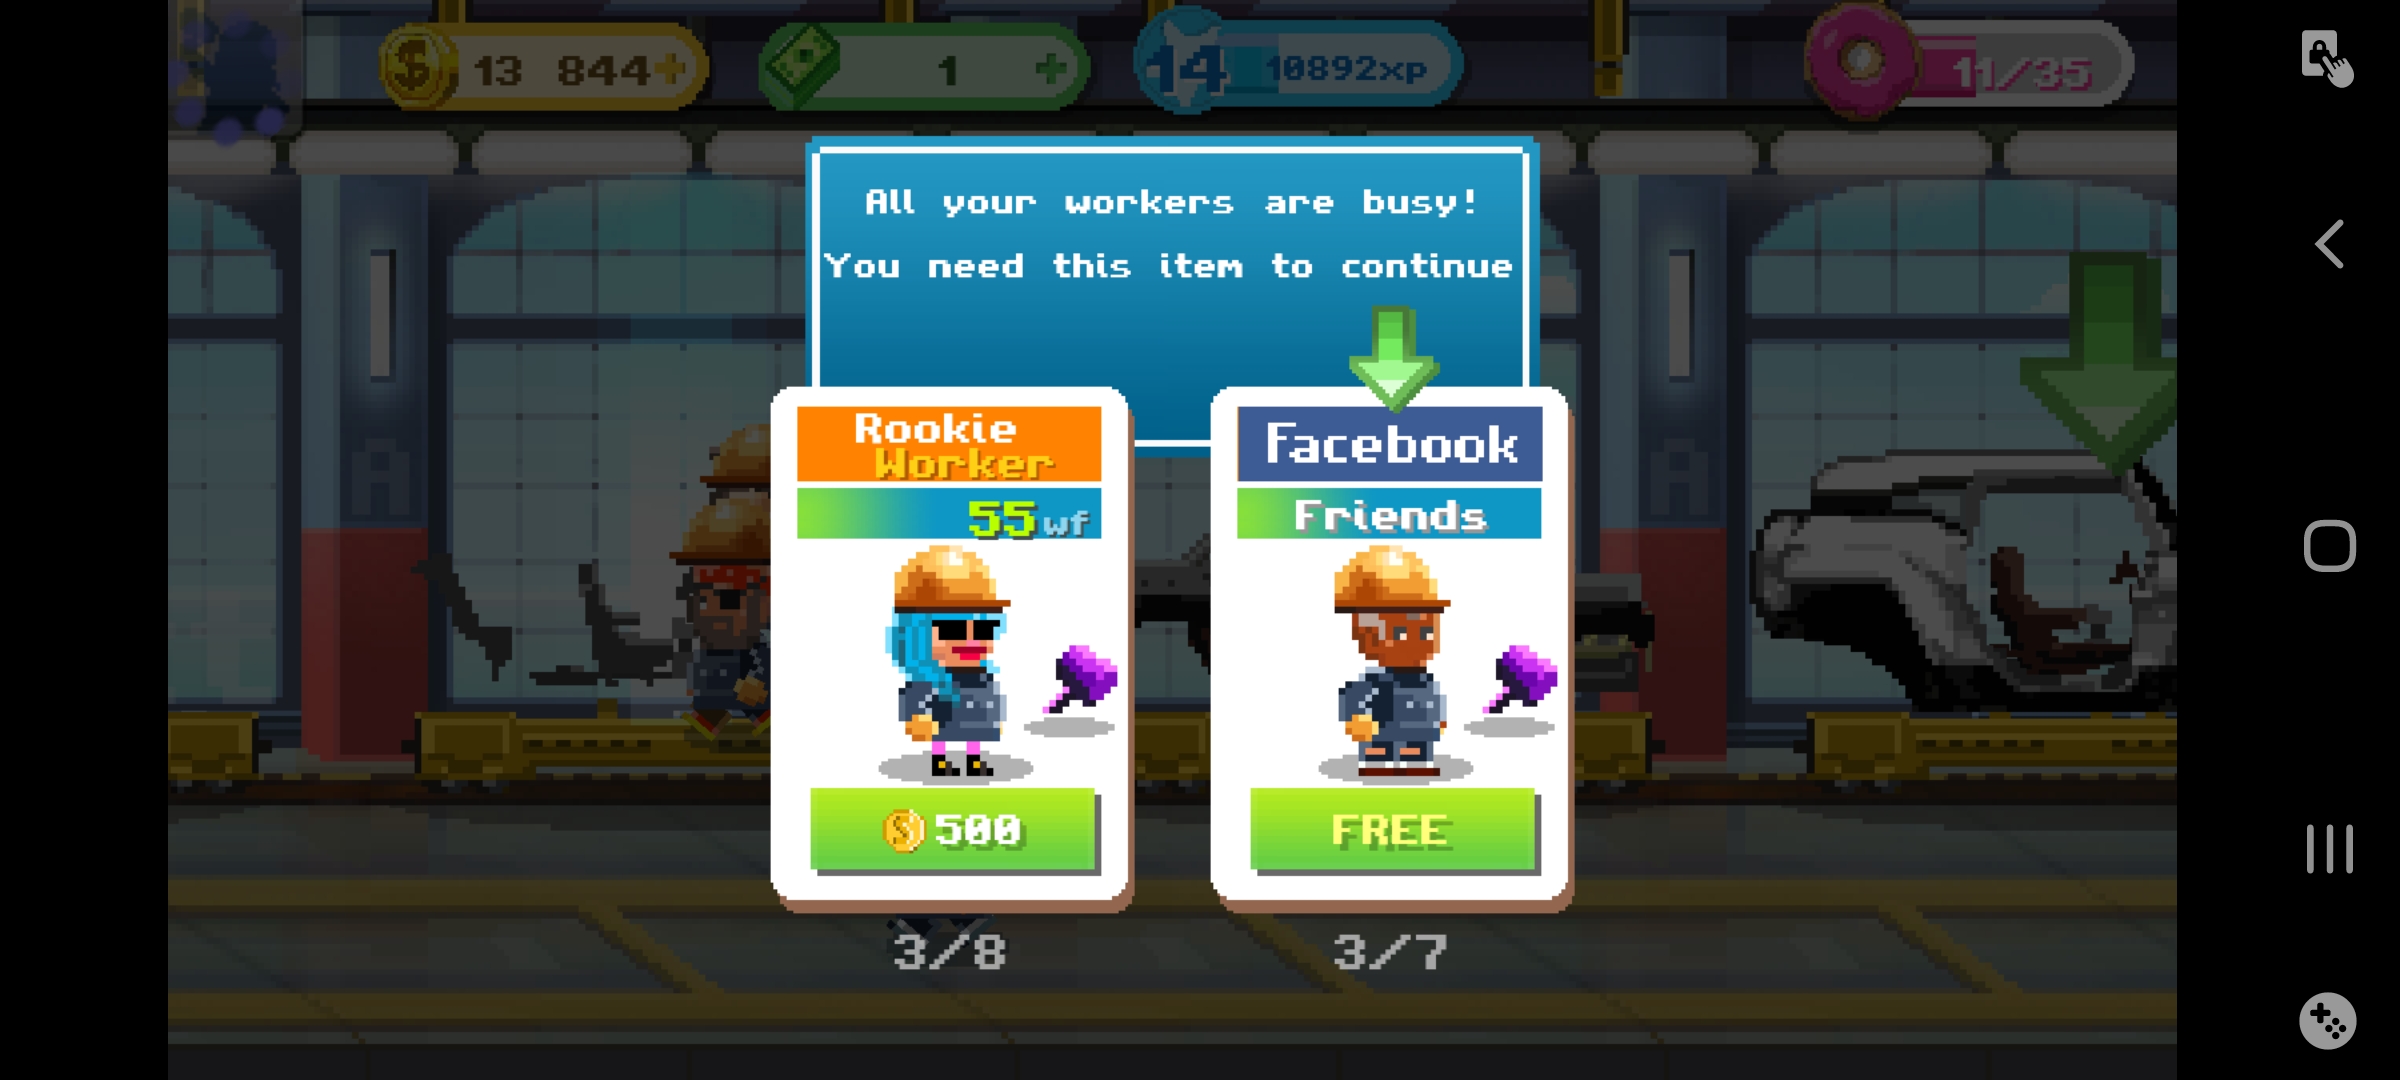 13 844
1
14
10892xp
11/35
All your workers are busy!
You need this item to continue
Rookie
Worker
55wf
500
3/8
Facebook
Friends
FREE
3/7
A
A